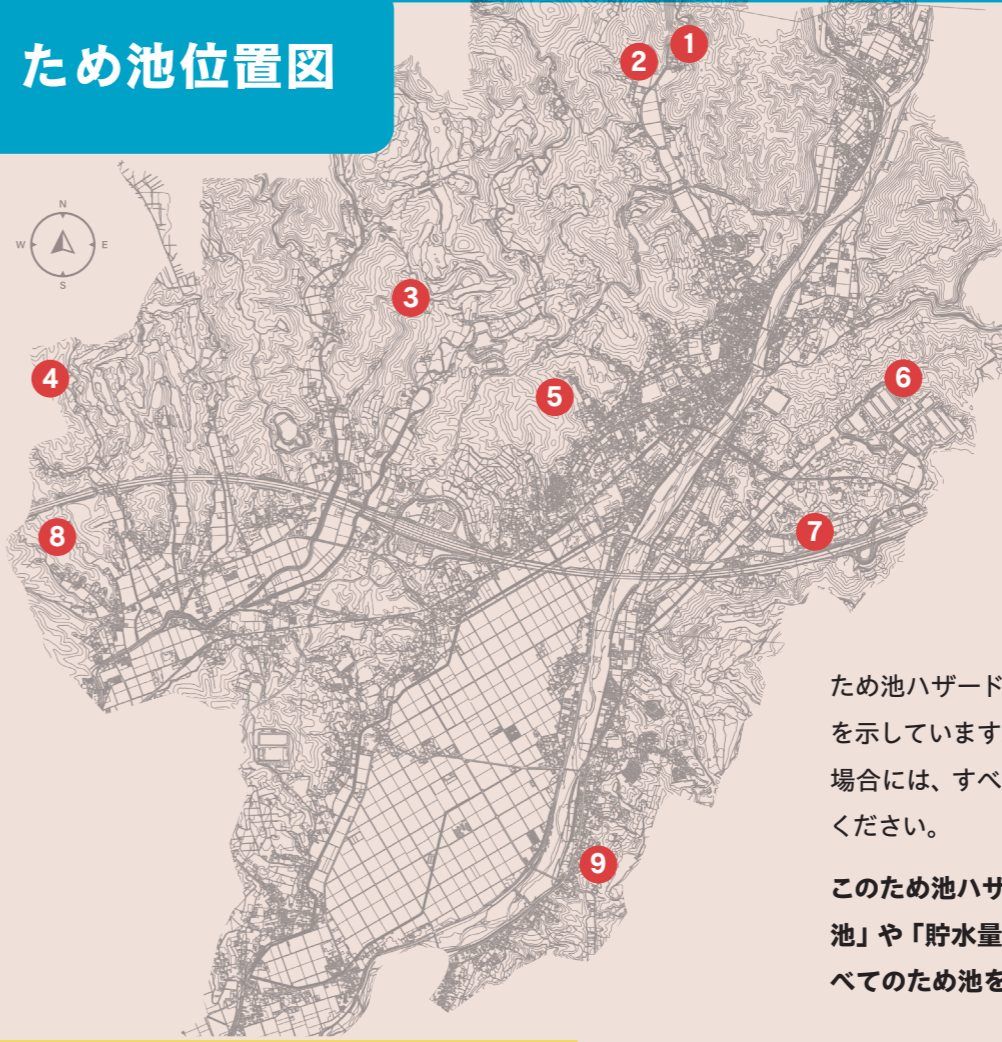 ため池位置図
1
2
N
W
E
S
3
4
5
6
7
8
9
ため池ハザード
を示しています
場合には、すべ
ください。
このため池ハザ
池」や「貯水量
べてのため池を